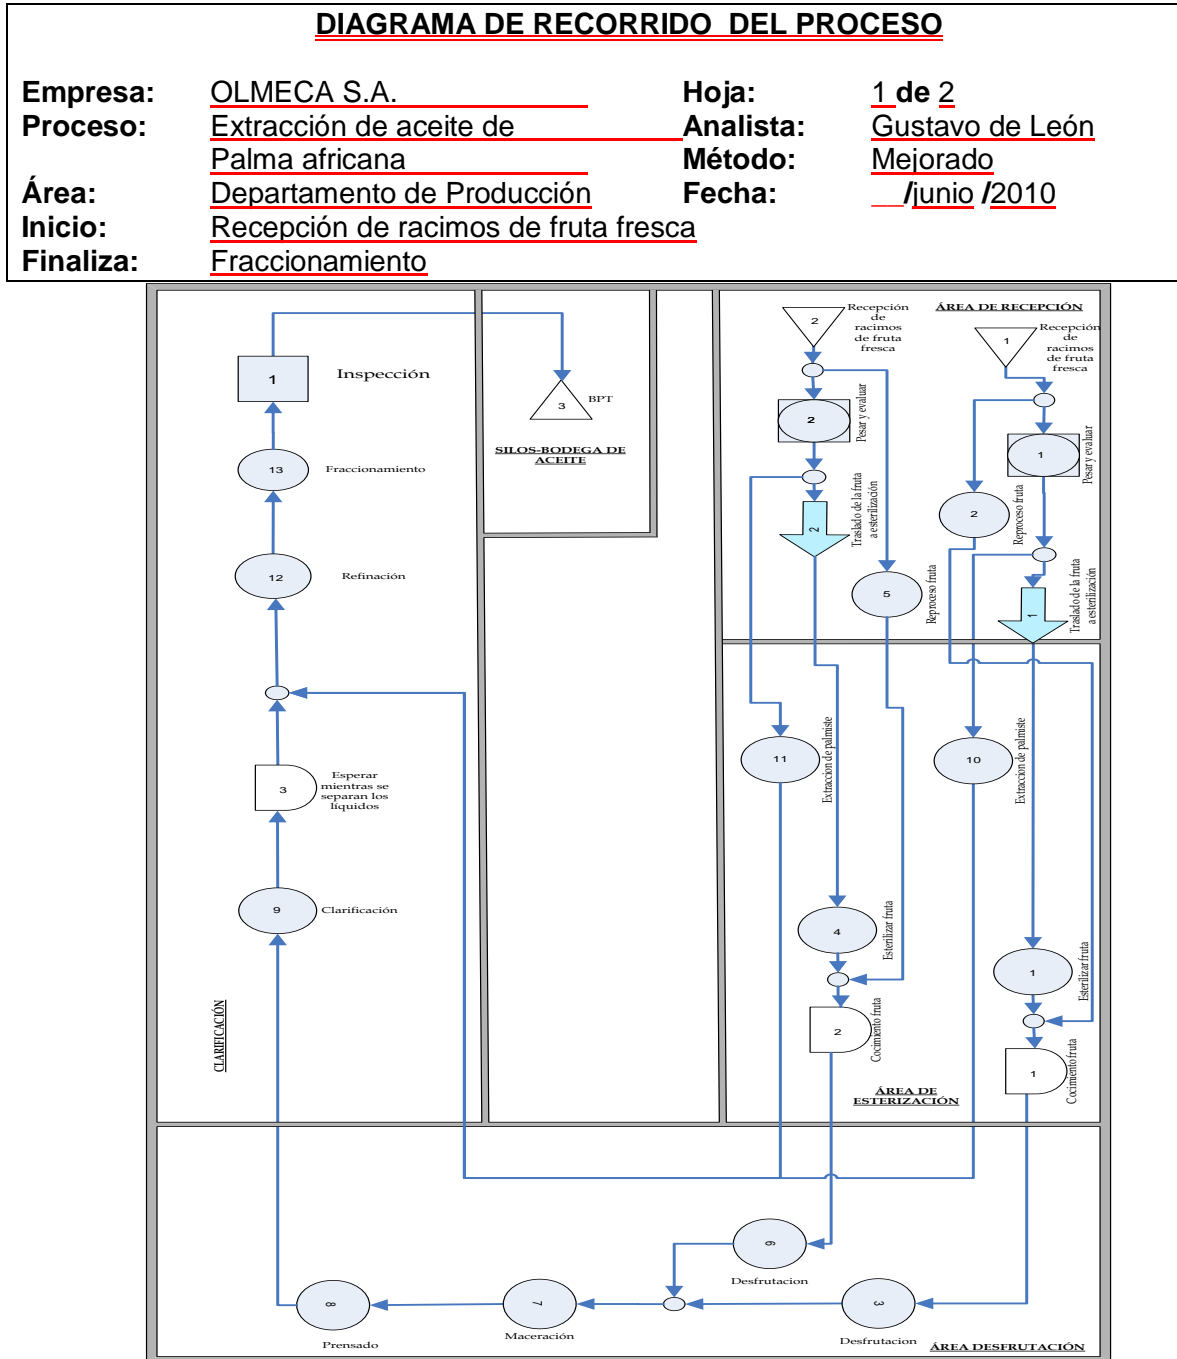 DIAGRAMA DE RECORRIDO DEL PROCESO
Empresa: OLMECA S.A. Hoja: 1 de 2
Proceso: Extracción de aceite de Analista: Gustavo de León
Palma africana Método: Mejorado
Área: Departamento de Producción Fecha: __/junio /2010
Inicio: Recepción de racimos de fruta fresca
Finaliza: Fraccionamiento
ÁREA DE RECEPCIÓN
2
Recepción
de
racimos
de fruta
fresca
1
Recepción
de
racimos
de fruta
fresca
2
Pesar y evaluar
1
Pesar y evaluar
2
Traslado de la fruta
a esterilización
2
Reproceso fruta
5
Reproceso fruta
1
Traslado de la fruta
a esterilización
1
Inspección
3
BPT
SILOS-BODEGA DE
ACEITE
13
Fraccionamiento
12
Refinación
3
Esperar
mientras se
separan los
líquidos
9
Clarificación
CLARIFICACIÓN
11
Extraccion de palmiste
10
Extraccion de palmiste
4
Esterilizar fruta
1
Esterilizar fruta
2
Cocimiento fruta
1
Cocimiento fruta
ÁREA DE
ESTERIZACIÓN
6
Desfrutacion
3
Desfrutacion
7
Maceración
8
Prensado
ÁREA DESFRUTACIÓN